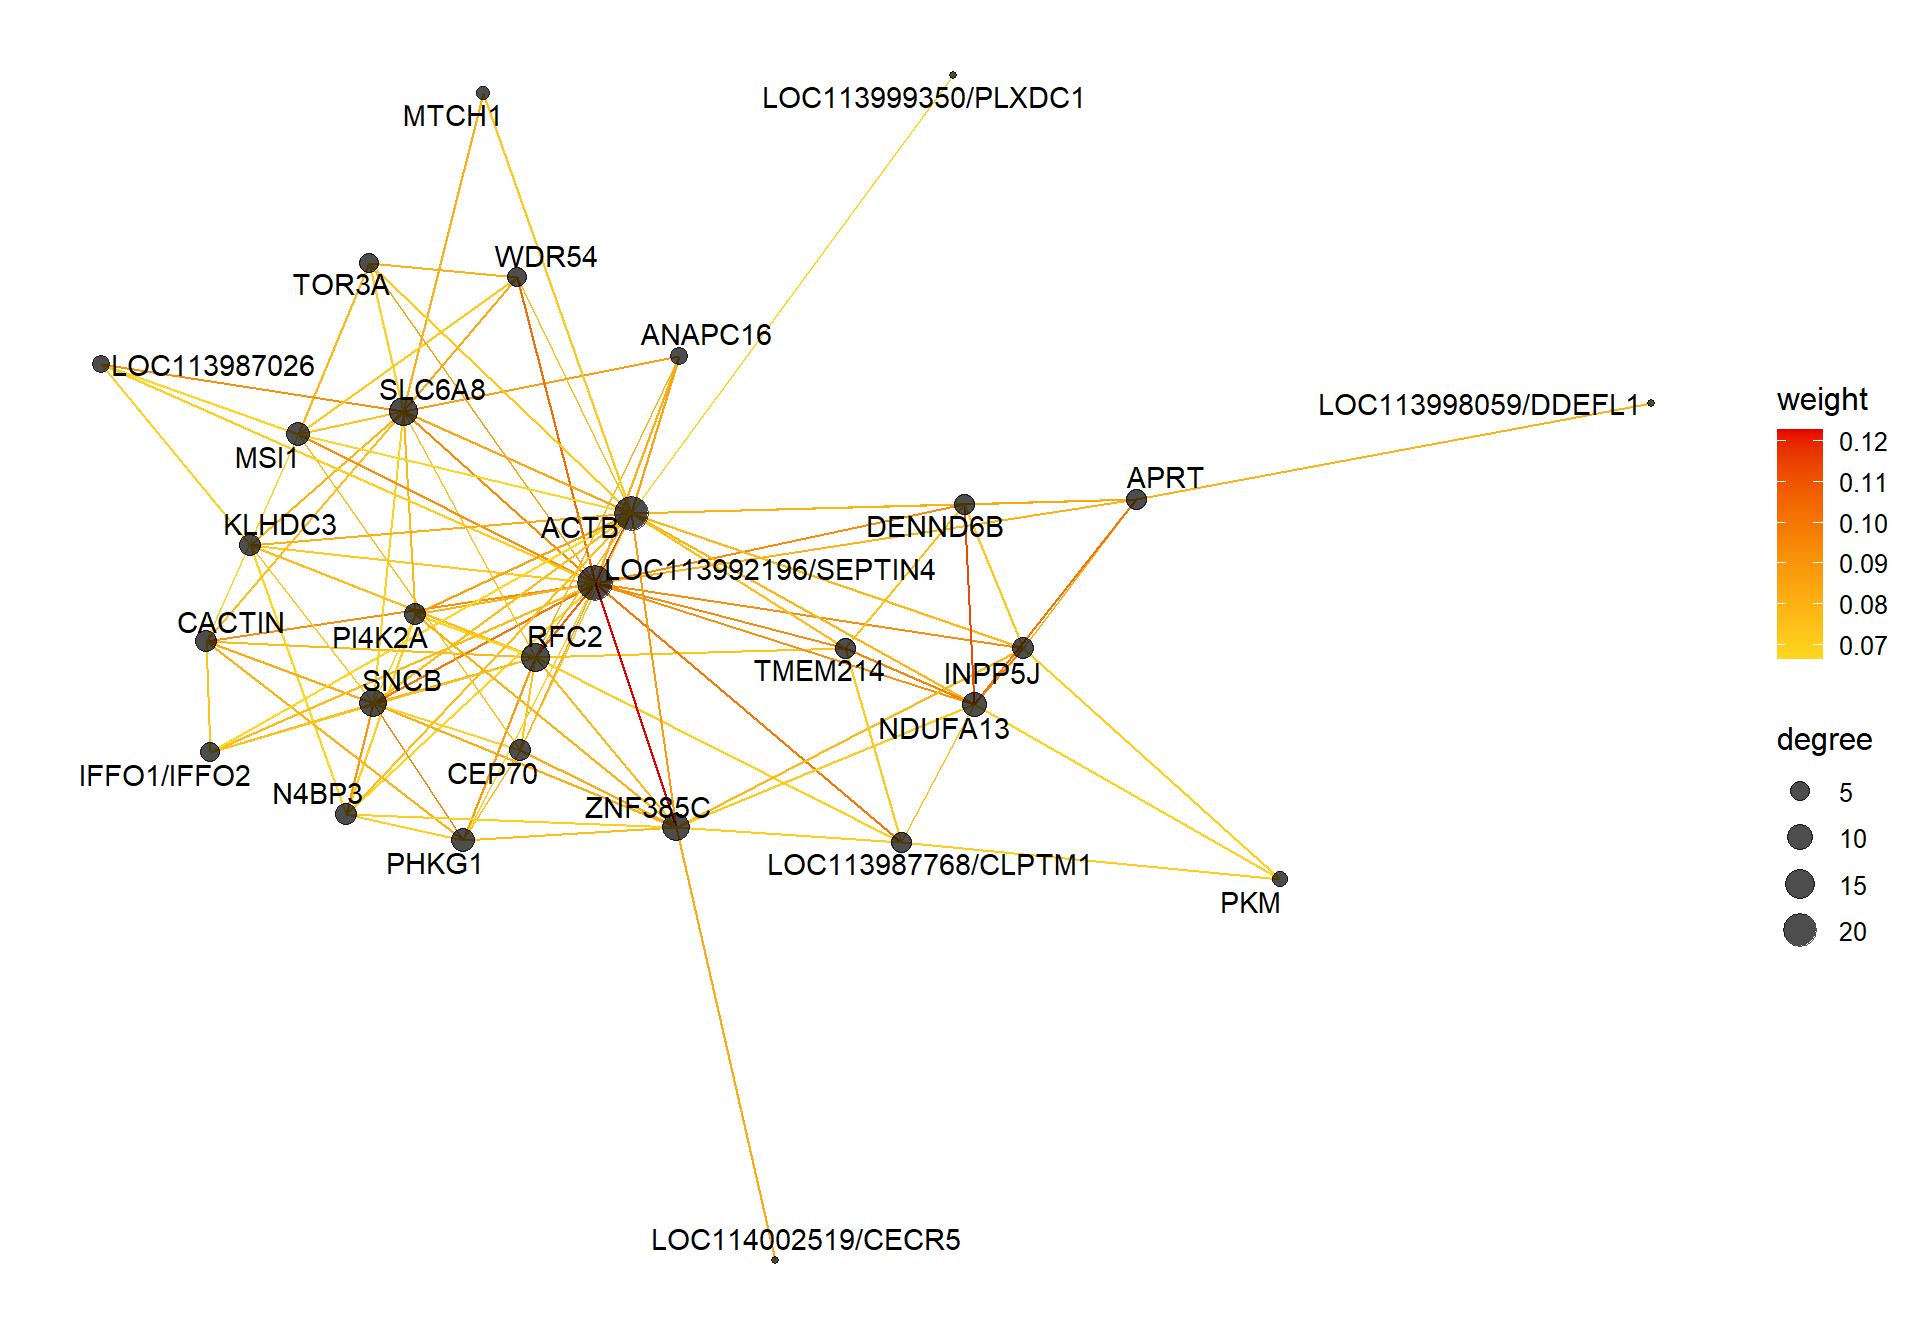 LOC113999350/PLXDC1
MTCH1
WDR54
TOR3A
ANAPC16
LOC113987026
SLC6A8
LOC113998059/DDEFL1
MSI1
APRT
KLHDC3
ACTB
DENND6B
LOC113992196/SEPTIN4
CACTIN
PI4K2A
RFC2
TMEM214
INPP5J
SNCB
NDUFA13
IFFO1/IFFO2
CEP70
N4BP3
ZNF385C
PHKG1
LOC113987768/CLPTM1
PKM
LOC114002519/CECR5
weight
0.12
0.11
0.10
0.09
0.08
0.07
degree
5
10
15
20